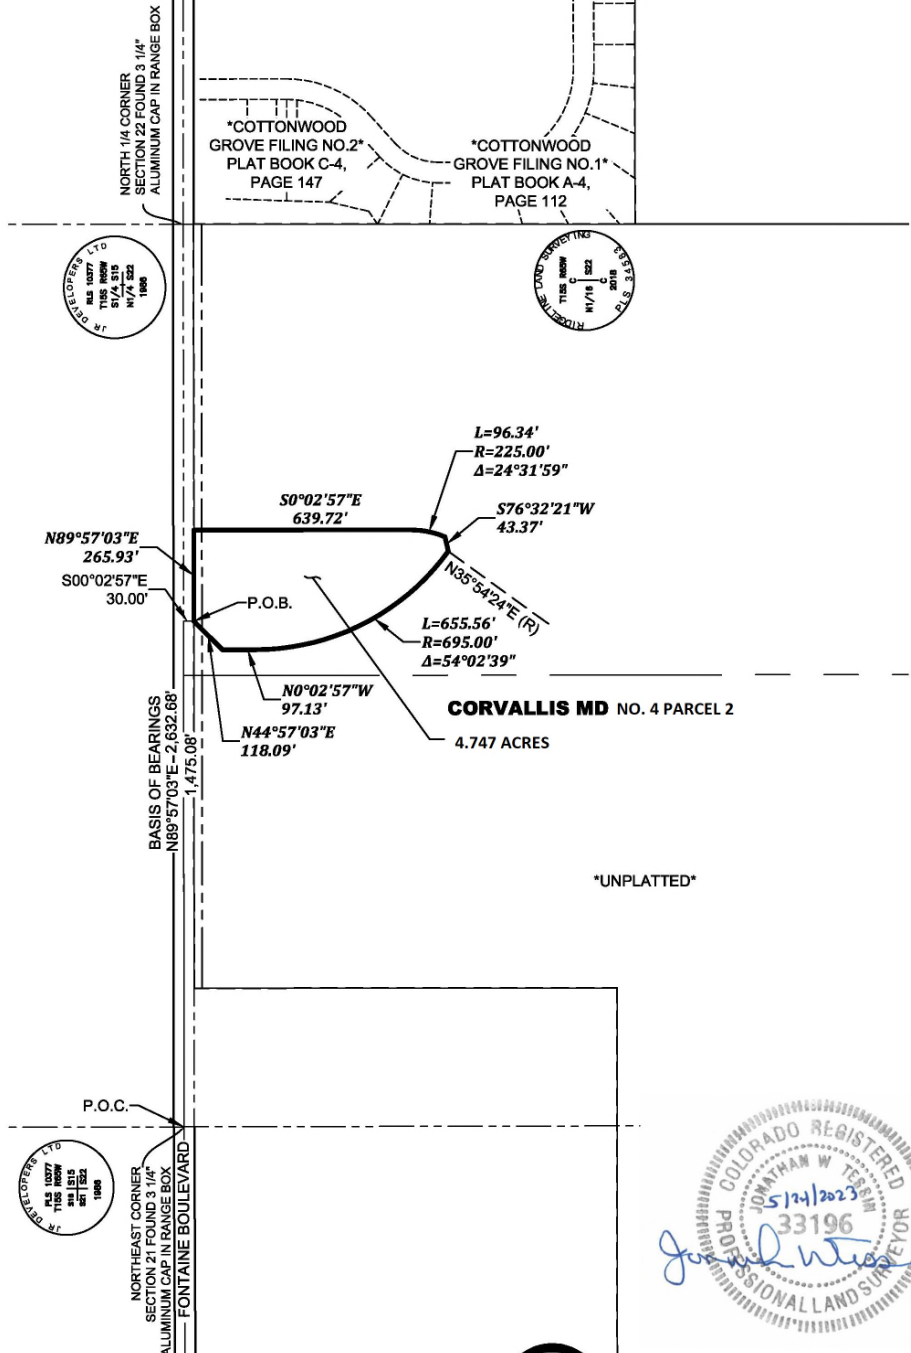 NORTH 1/4 CORNER
SECTION 22 FOUND 3 1/4"
ALUMINUM CAP IN RANGE BOX
*COTTONWOOD
GROVE FILING NO.2*
PLAT BOOK C-4,
PAGE 147
*COTTONWOOD
GROVE FILING NO.1*
PLAT BOOK A-4,
PAGE 112
JR DEVELOPERS LTD
RLS 10377
T15S R65W
S1/4 S15
N1/4 S22
1986
RIDGELINE LAND SURVEYING
T15S R65W
C C
N1/16 S22
2018
PLS 34583
L=96.34'
R=225.00'
Δ=24°31'59"
S0°02'57"E
639.72'
S76°32'21"W
43.37'
N89°57'03"E
265.93'
S00°02'57"E
30.00'
P.O.B.
N35°54'24"E (R)
L=655.56'
R=695.00'
Δ=54°02'39"
N0°02'57"W
97.13'
N44°57'03"E
118.09'
CORVALLIS MD NO. 4 PARCEL 2
4.747 ACRES
BASIS OF BEARINGS
N89°57'03"E - 2,632.68'
1,475.08'
*UNPLATTED*
P.O.C.
JR DEVELOPERS LTD
PLS 10377
T15S R65W
S15
S21 S22
1986
NORTHEAST CORNER
SECTION 21 FOUND 3 1/4"
ALUMINUM CAP IN RANGE BOX
FONTAINE BOULEVARD
COLORADO REGISTERED
JONATHAN W TESSIN
5/24/2023
33196
PROFESSIONAL LAND SURVEYOR